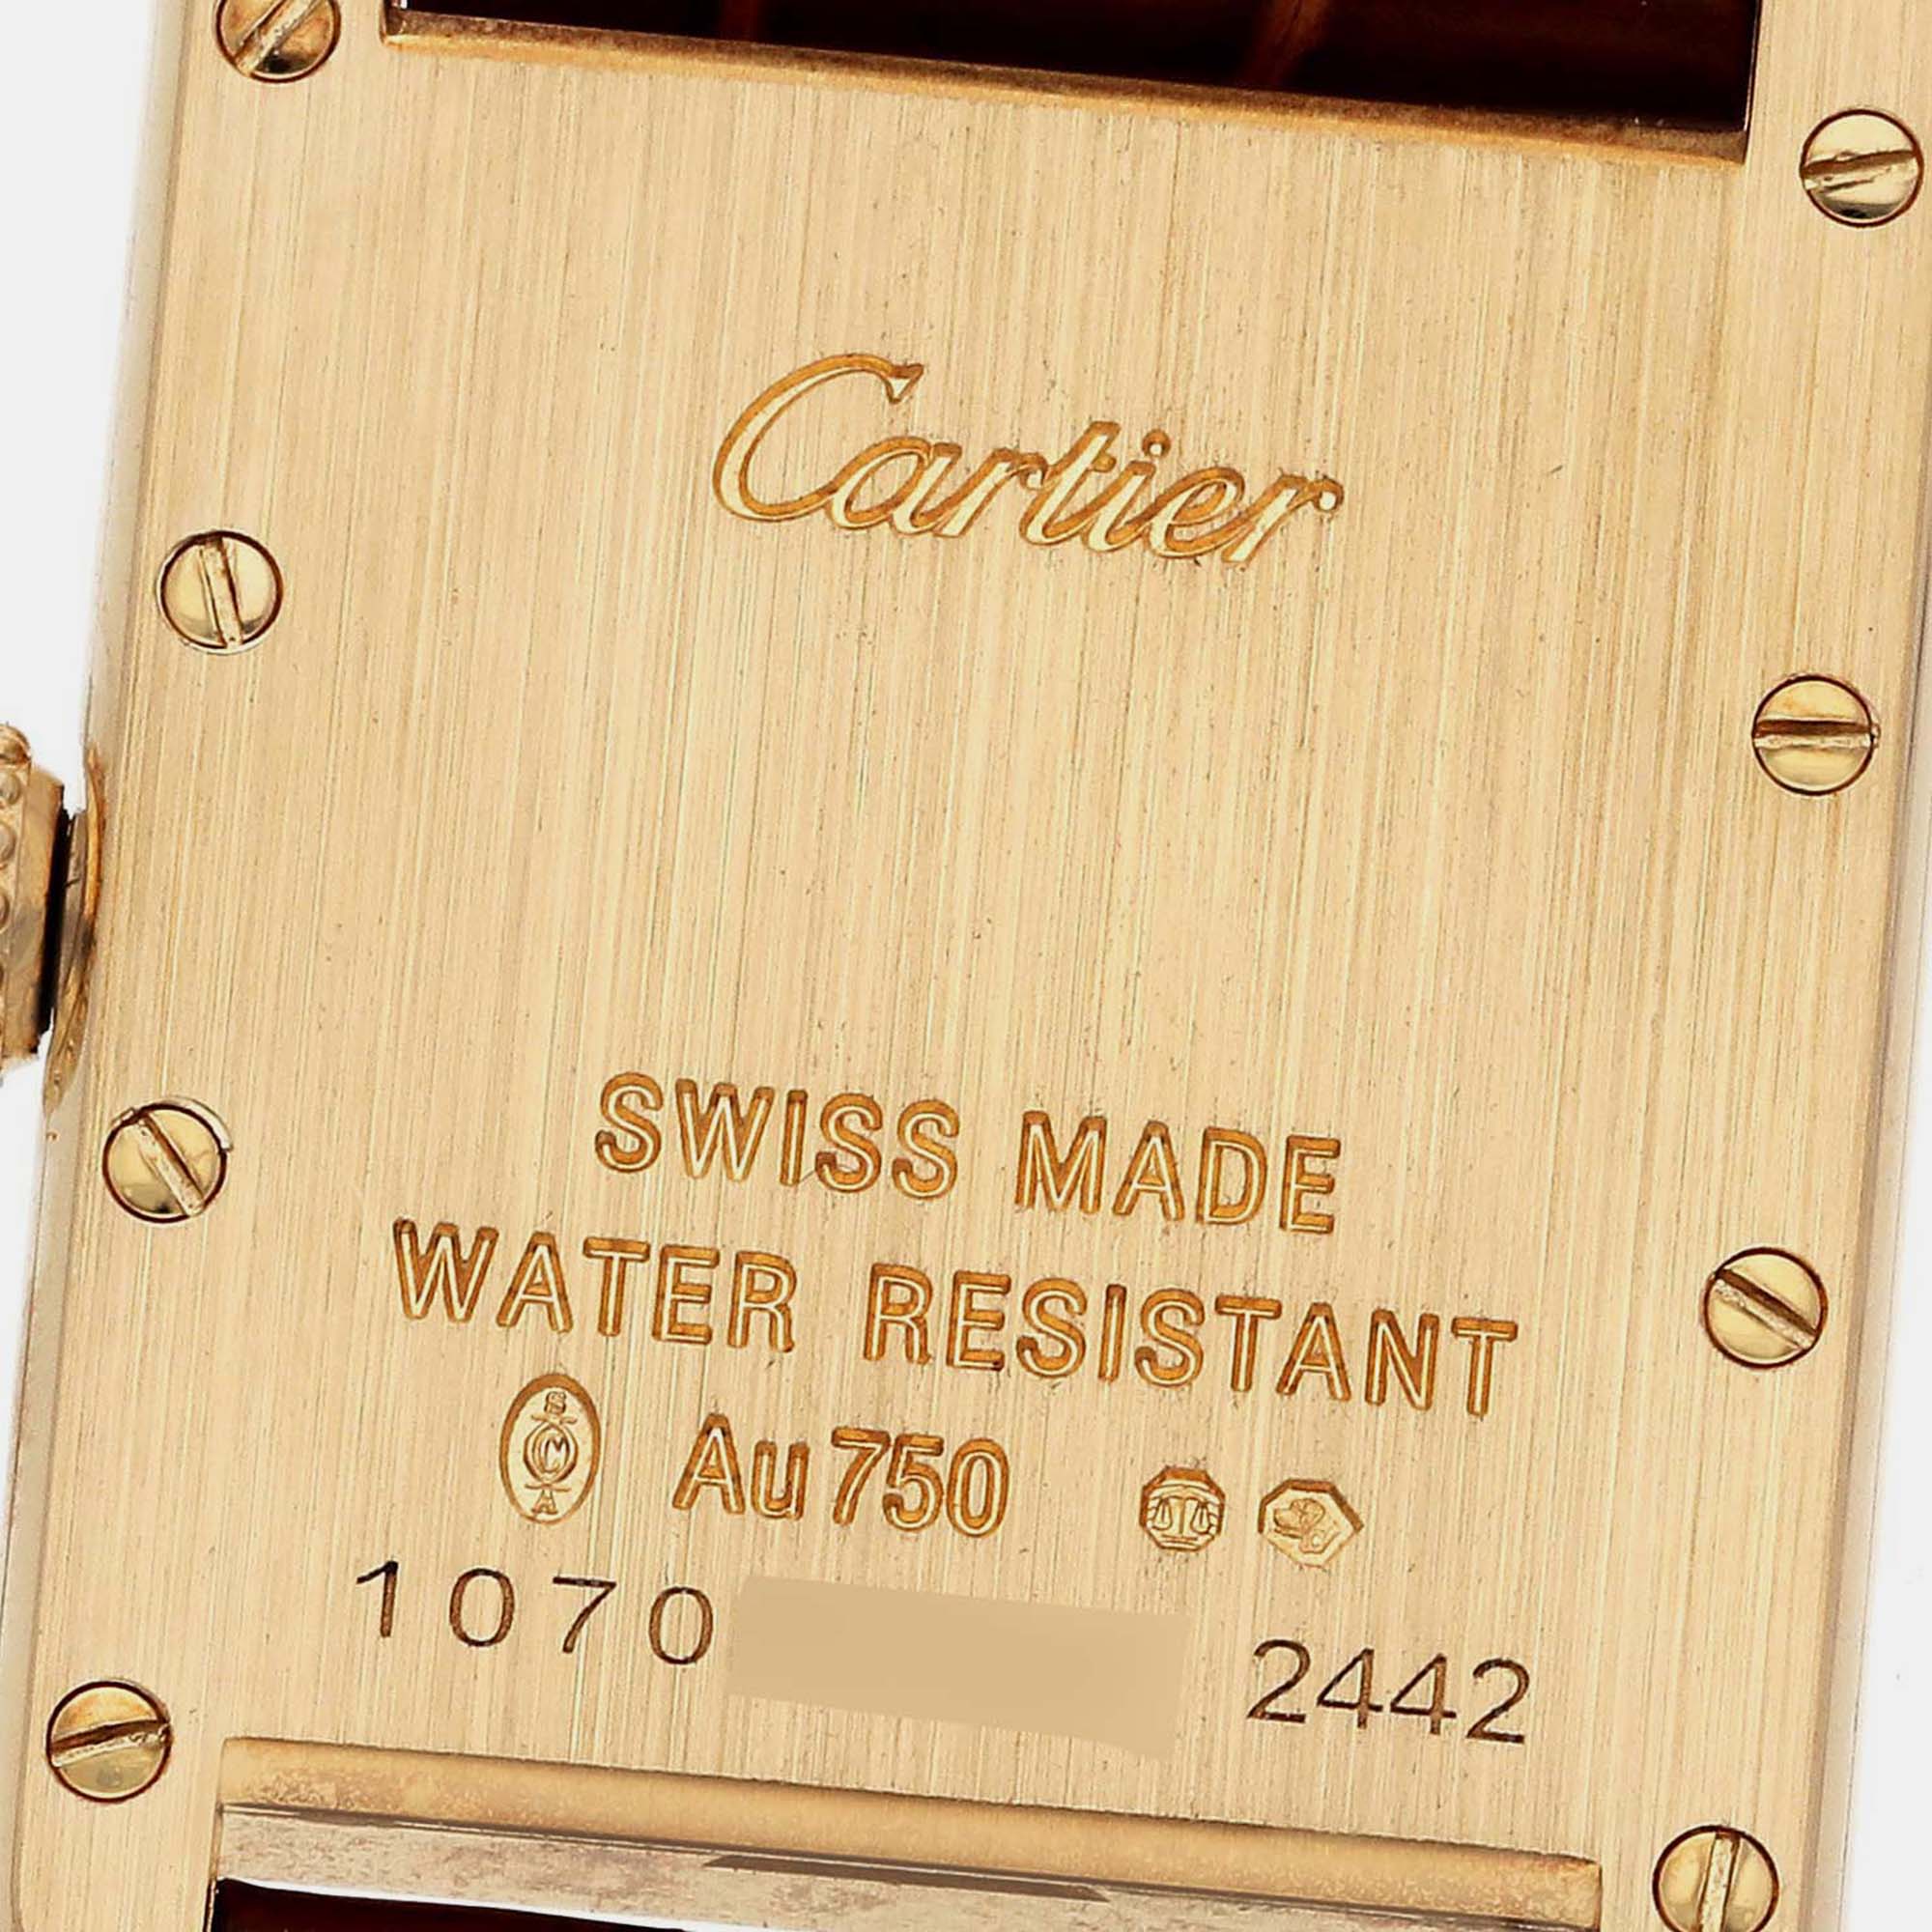 Cartier
SWISS MADE
WATER RESISTANT
S C M A Au750
1070 2442